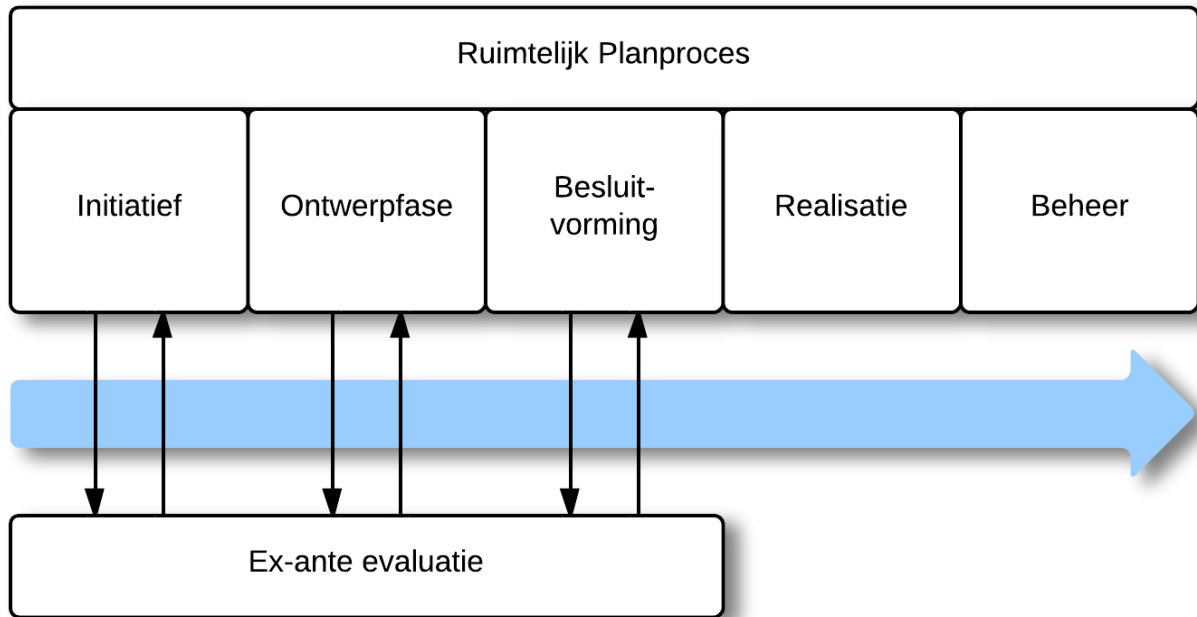 Ruimtelijk Planproces
Initiatief
Ontwerpfase
Besluit-
vorming
Realisatie
Beheer
Ex-ante evaluatie